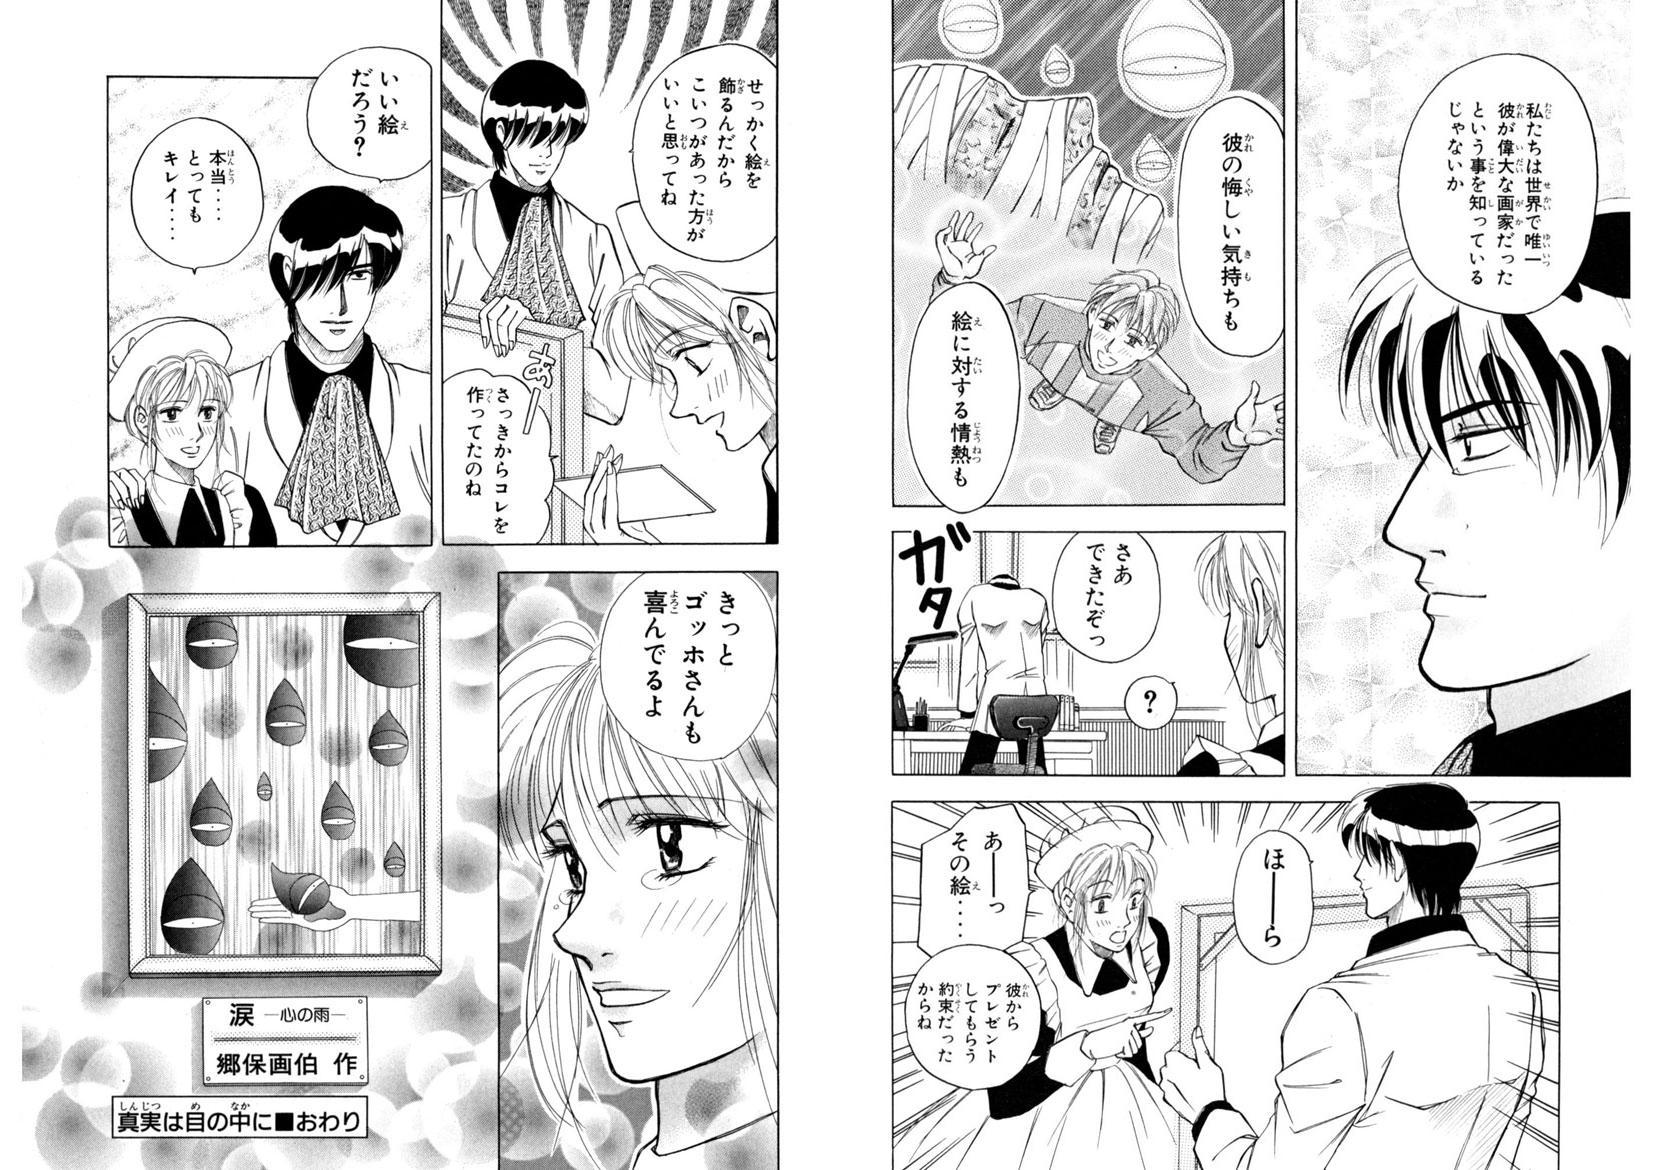 私たちは世界で唯一
彼が偉大な画家だった
という事を知っている
じゃないか
彼の悔しい気持ちも
絵に対する情熱も
さあ
できたぞっ
?
ガタ
ほーーら
あーーっ
その絵‥‥
彼から
プレゼント
してもらう
約束だった
からね
せっかく絵を
飾るんだから
こいつがあった方が
いいと思ってね
あー
さっきからコレを
作ってたのね
いい絵
だろう?
本当‥‥
とっても
キレイ‥‥
きっと
ゴッホさんも
喜んでるよ
涙 ―心の雨―
郷保画伯 作
真実は目の中に■おわり